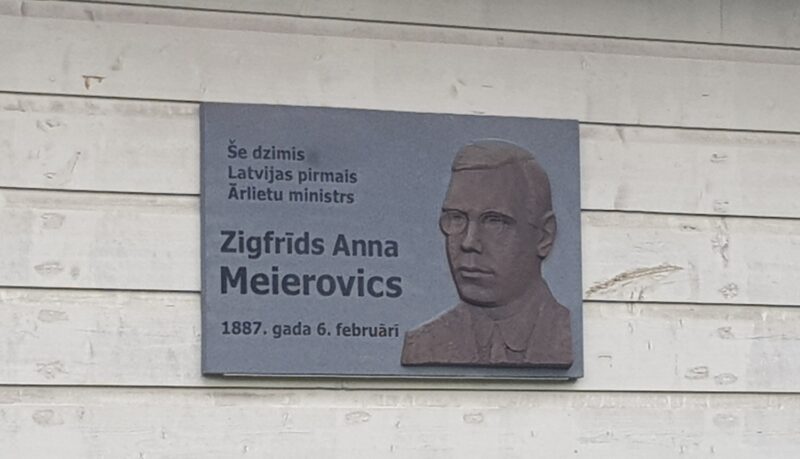 Še dzimis
Latvijas pirmais
Ārlietu ministrs
Zigfrīds Anna
Meierovics
1887. gada 6. februārī